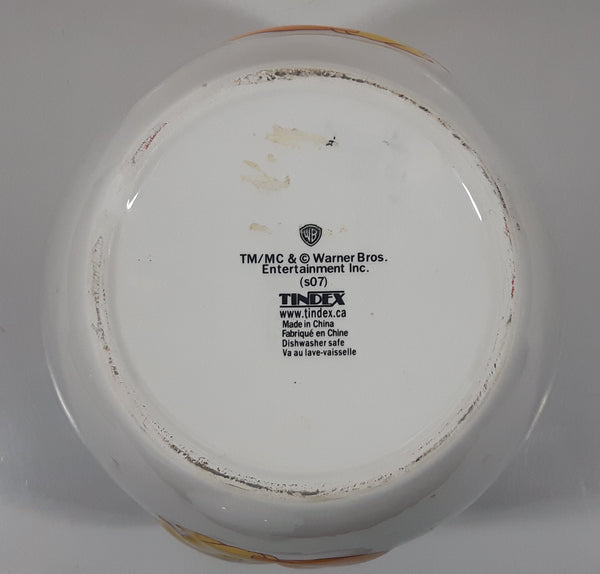 WB
TM/MC & © Warner Bros.
Entertainment Inc.
(s07)
TINDEX
www.tindex.ca
Made in China
Fabriqué en Chine
Dishwasher safe
Va au lave-vaisselle